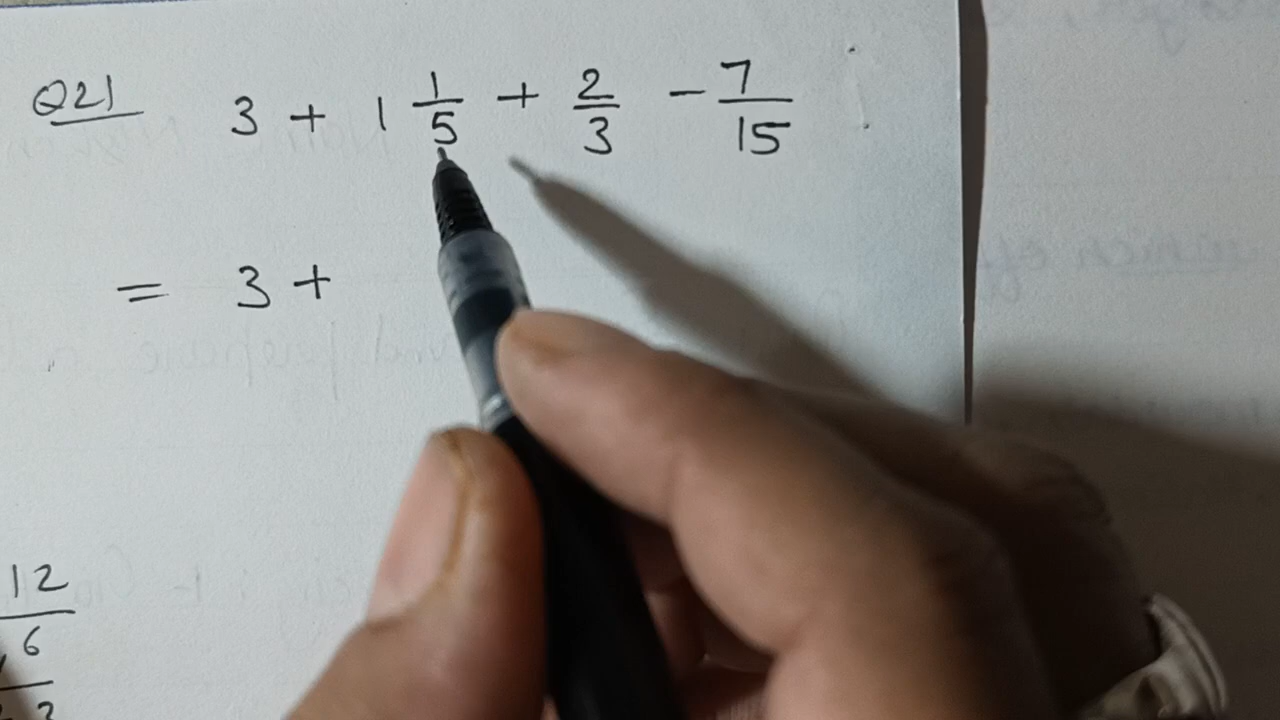 Q21 3 + 1 1/5 + 2/3 - 7/15
= 3 +
12
6